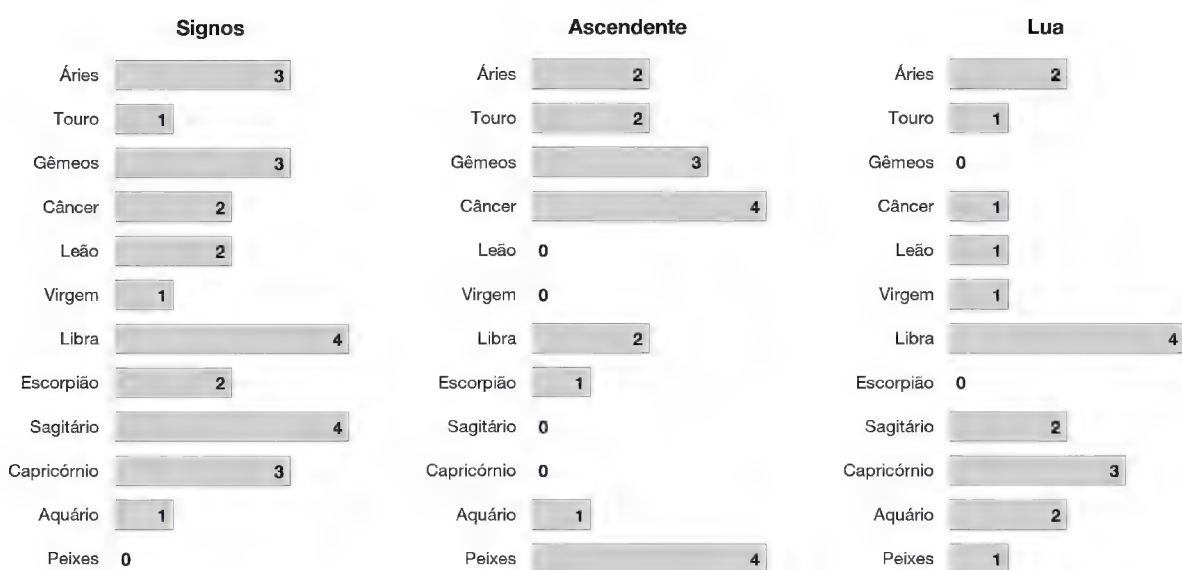 Signos
Áries 3
Touro 1
Gêmeos 3
Câncer 2
Leão 2
Virgem 1
Libra 4
Escorpião 2
Sagitário 4
Capricórnio 3
Aquário 1
Peixes 0
Ascendente
Áries 2
Touro 2
Gêmeos 3
Câncer 4
Leão 0
Virgem 0
Libra 2
Escorpião 1
Sagitário 0
Capricórnio 0
Aquário 1
Peixes 4
Lua
Áries 2
Touro 1
Gêmeos 0
Câncer 1
Leão 1
Virgem 1
Libra 4
Escorpião 0
Sagitário 2
Capricórnio 3
Aquário 2
Peixes 1